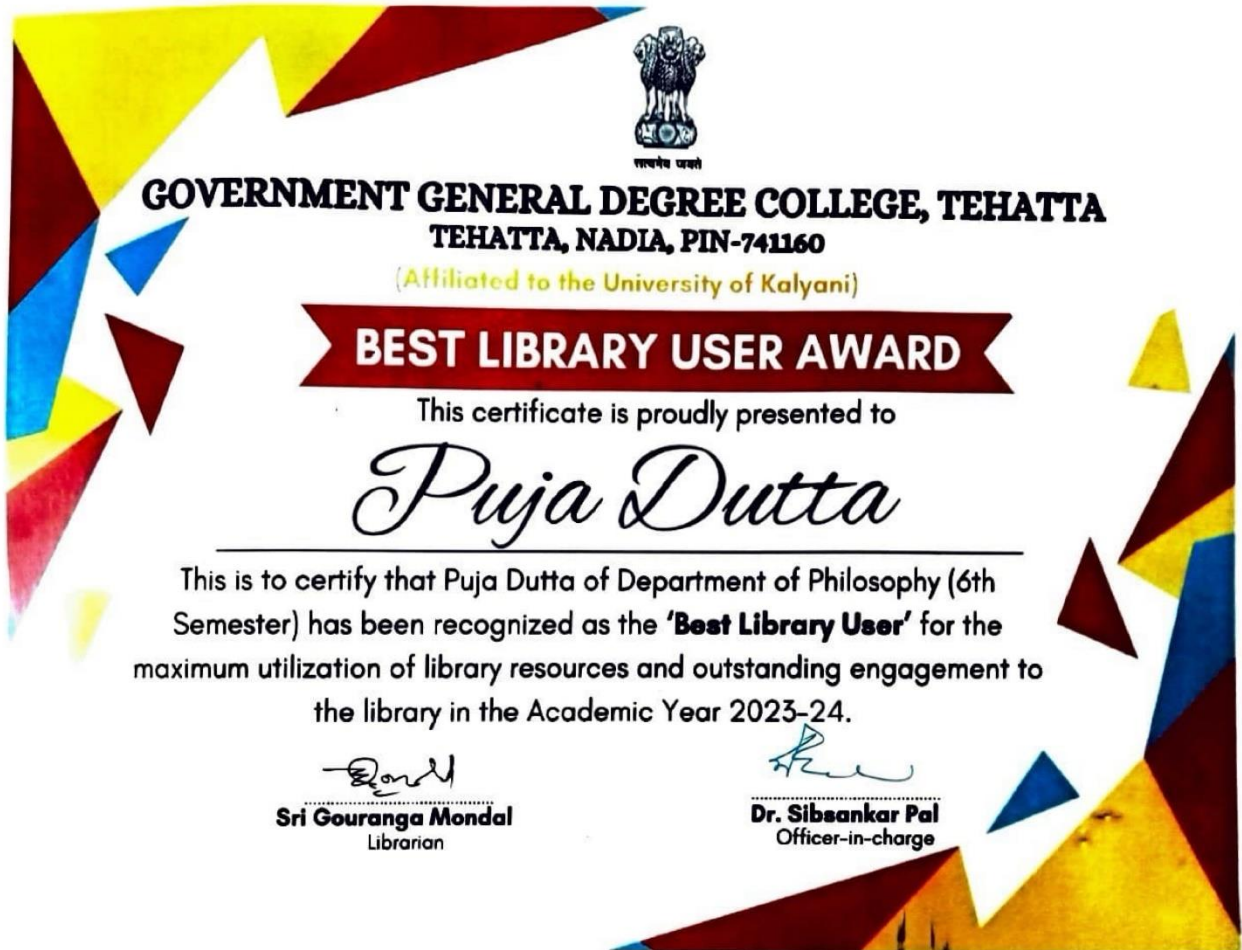 सत्यमेव जयते
GOVERNMENT GENERAL DEGREE COLLEGE, TEHATTA
TEHATTA, NADIA, PIN-741160
(Affiliated to the University of Kalyani)
BEST LIBRARY USER AWARD
This certificate is proudly presented to
Puja Dutta
This is to certify that Puja Dutta of Department of Philosophy (6th
Semester) has been recognized as the 'Best Library User' for the
maximum utilization of library resources and outstanding engagement to
the library in the Academic Year 2023-24.
Sri Gouranga Mondal
Librarian
Dr. Sibsankar Pal
Officer-in-charge